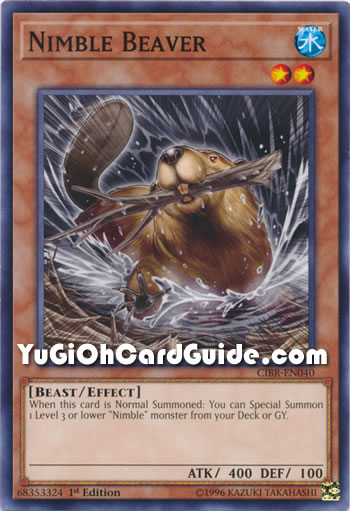 Nimble Beaver
WATER
水
YuGiOhCardGuide.com
CIBR-EN040
[Beast/Effect]
When this card is Normal Summoned: You can Special Summon
1 Level 3 or lower "Nimble" monster from your Deck or GY.
ATK/ 400 DEF/ 100
68353324 1st Edition ©1996 KAZUKI TAKAHASHI